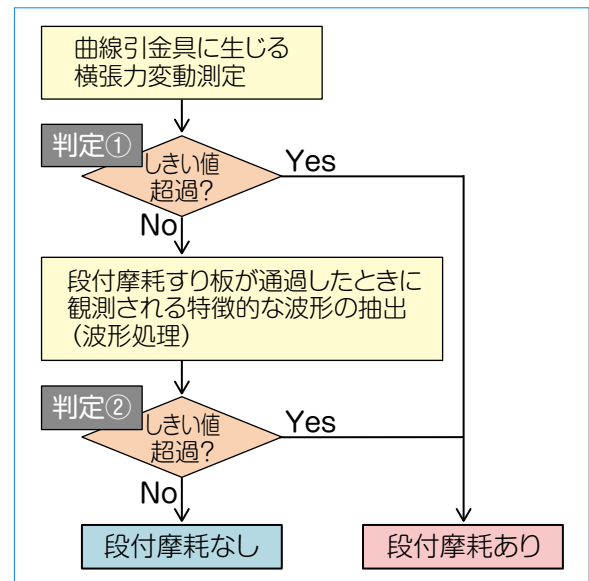 曲線引金具に生じる
横張力変動測定
判定①
しきい値
超過?
Yes
No
段付摩耗すり板が通過したときに
観測される特徴的な波形の抽出
（波形処理）
判定②
しきい値
超過?
Yes
No
段付摩耗なし
段付摩耗あり